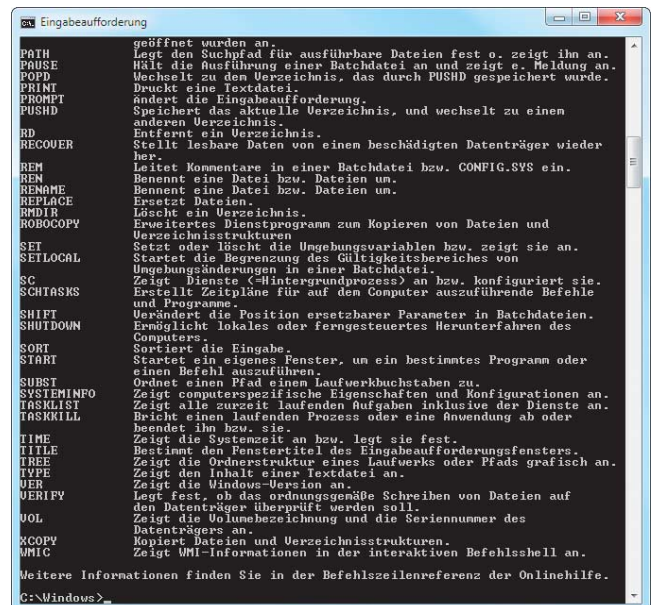 Eingabeaufforderung
geöffnet wurden an.
PATH Legt den Suchpfad für ausführbare Dateien fest o. zeigt ihn an.
PAUSE Hält die Ausführung einer Batchdatei an und zeigt e. Meldung an.
POPD Wechselt zu dem Verzeichnis, das durch PUSHD gespeichert wurde.
PRINT Druckt eine Textdatei.
PROMPT Ändert die Eingabeaufforderung.
PUSHD Speichert das aktuelle Verzeichnis, und wechselt zu einem
anderen Verzeichnis.
RD Entfernt ein Verzeichnis.
RECOVER Stellt lesbare Daten von einem beschädigten Datenträger wieder
her.
REM Leitet Kommentare in einer Batchdatei bzw. CONFIG.SYS ein.
REN Benennt eine Datei bzw. Dateien um.
RENAME Bennent eine Datei bzw. Dateien um.
REPLACE Ersetzt Dateien.
RMDIR Löscht ein Verzeichnis.
ROBOCOPY Erweitertes Dienstprogramm zum Kopieren von Dateien und
Verzeichnisstrukturen
SET Setzt oder löscht die Umgebungsvariablen bzw. zeigt sie an.
SETLOCAL Startet die Begrenzung des Gültigkeitsbereiches von
Umgebungsänderungen in einer Batchdatei.
SC Zeigt Dienste (=Hintergrundprozess) an bzw. konfiguriert sie.
SCHTASKS Erstellt Zeitpläne für auf dem Computer auszuführende Befehle
und Programme.
SHIFT Verändert die Position ersetzbarer Parameter in Batchdateien.
SHUTDOWN Ermöglicht lokales oder ferngesteuertes Herunterfahren des
Computers.
SORT Sortiert die Eingabe.
START Startet ein eigenes Fenster, um ein bestimmtes Programm oder
einen Befehl auszuführen.
SUBST Ordnet einen Pfad einem Laufwerkbuchstaben zu.
SYSTEMINFO Zeigt computerspezifische Eigenschaften und Konfigurationen an.
TASKLIST Zeigt alle zurzeit laufenden Aufgaben inklusive der Dienste an.
TASKKILL Bricht einen laufenden Prozess oder eine Anwendung ab oder
beendet ihn bzw. sie.
TIME Zeigt die Systemzeit an bzw. legt sie fest.
TITLE Bestimmt den Fenstertitel des Eingabeaufforderungsfensters.
TREE Zeigt die Ordnerstruktur eines Laufwerks oder Pfads grafisch an.
TYPE Zeigt den Inhalt einer Textdatei an.
VER Zeigt die Windows-Version an.
VERIFY Legt fest, ob das ordnungsgemäße Schreiben von Dateien auf
den Datenträger überprüft werden soll.
VOL Zeigt die Volumebezeichnung und die Seriennummer des
Datenträgers an.
XCOPY Kopiert Dateien und Verzeichnisstrukturen.
WMIC Zeigt WMI-Informationen in der interaktiven Befehlsshell an.
Weitere Informationen finden Sie in der Befehlszeilenreferenz der Onlinehilfe.
C:\Windows>_